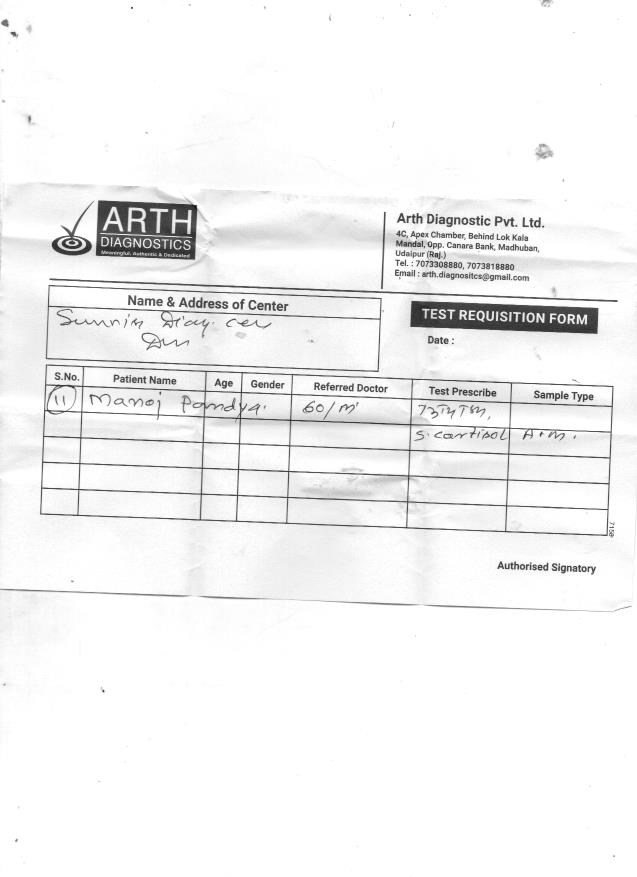 ARTH
DIAGNOSTICS
Meaningful, Authentic & Dedicated
Arth Diagnostic Pvt. Ltd.
4C, Apex Chamber, Behind Lok Kala
Mandal, Opp. Canara Bank, Madhuban,
Udaipur (Raj.)
Tel. : 7073308880, 7073818880
Email : arth.diagnositcs@gmail.com
Name & Address of Center
TEST REQUISITION FORM
Date :
S.No. Patient Name Age Gender Referred Doctor Test Prescribe Sample Type
11 Manoj Pandya. 60/m
S. cortisol A.m.
7150
Authorised Signatory